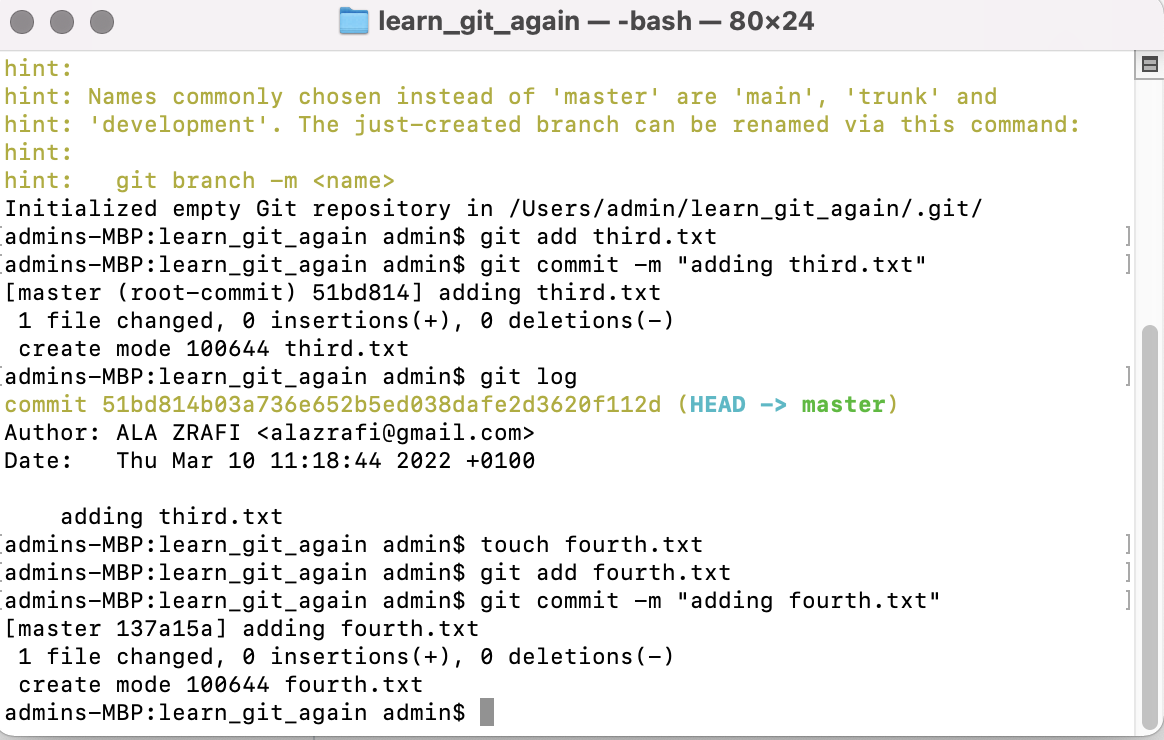 learn_git_again — -bash — 80×24
hint:
hint: Names commonly chosen instead of 'master' are 'main', 'trunk' and
hint: 'development'. The just-created branch can be renamed via this command:
hint:
hint:   git branch -m <name>
Initialized empty Git repository in /Users/admin/learn_git_again/.git/
[admins-MBP:learn_git_again admin$ git add third.txt ]
[admins-MBP:learn_git_again admin$ git commit -m "adding third.txt" ]
[master (root-commit) 51bd814] adding third.txt
 1 file changed, 0 insertions(+), 0 deletions(-)
 create mode 100644 third.txt
[admins-MBP:learn_git_again admin$ git log ]
commit 51bd814b03a736e652b5ed038dafe2d3620f112d (HEAD -> master)
Author: ALA ZRAFI <alazrafi@gmail.com>
Date:   Thu Mar 10 11:18:44 2022 +0100
    adding third.txt
[admins-MBP:learn_git_again admin$ touch fourth.txt ]
[admins-MBP:learn_git_again admin$ git add fourth.txt ]
[admins-MBP:learn_git_again admin$ git commit -m "adding fourth.txt" ]
[master 137a15a] adding fourth.txt
 1 file changed, 0 insertions(+), 0 deletions(-)
 create mode 100644 fourth.txt
admins-MBP:learn_git_again admin$